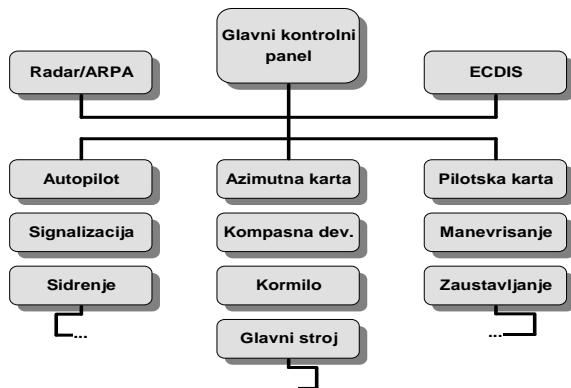 Glavni kontrolni
panel
Radar/ARPA
ECDIS
Autopilot
Azimutna karta
Pilotska karta
Signalizacija
Kompasna dev.
Manevrisanje
Sidrenje
Kormilo
Zaustavljanje
...
Glavni stroj
...